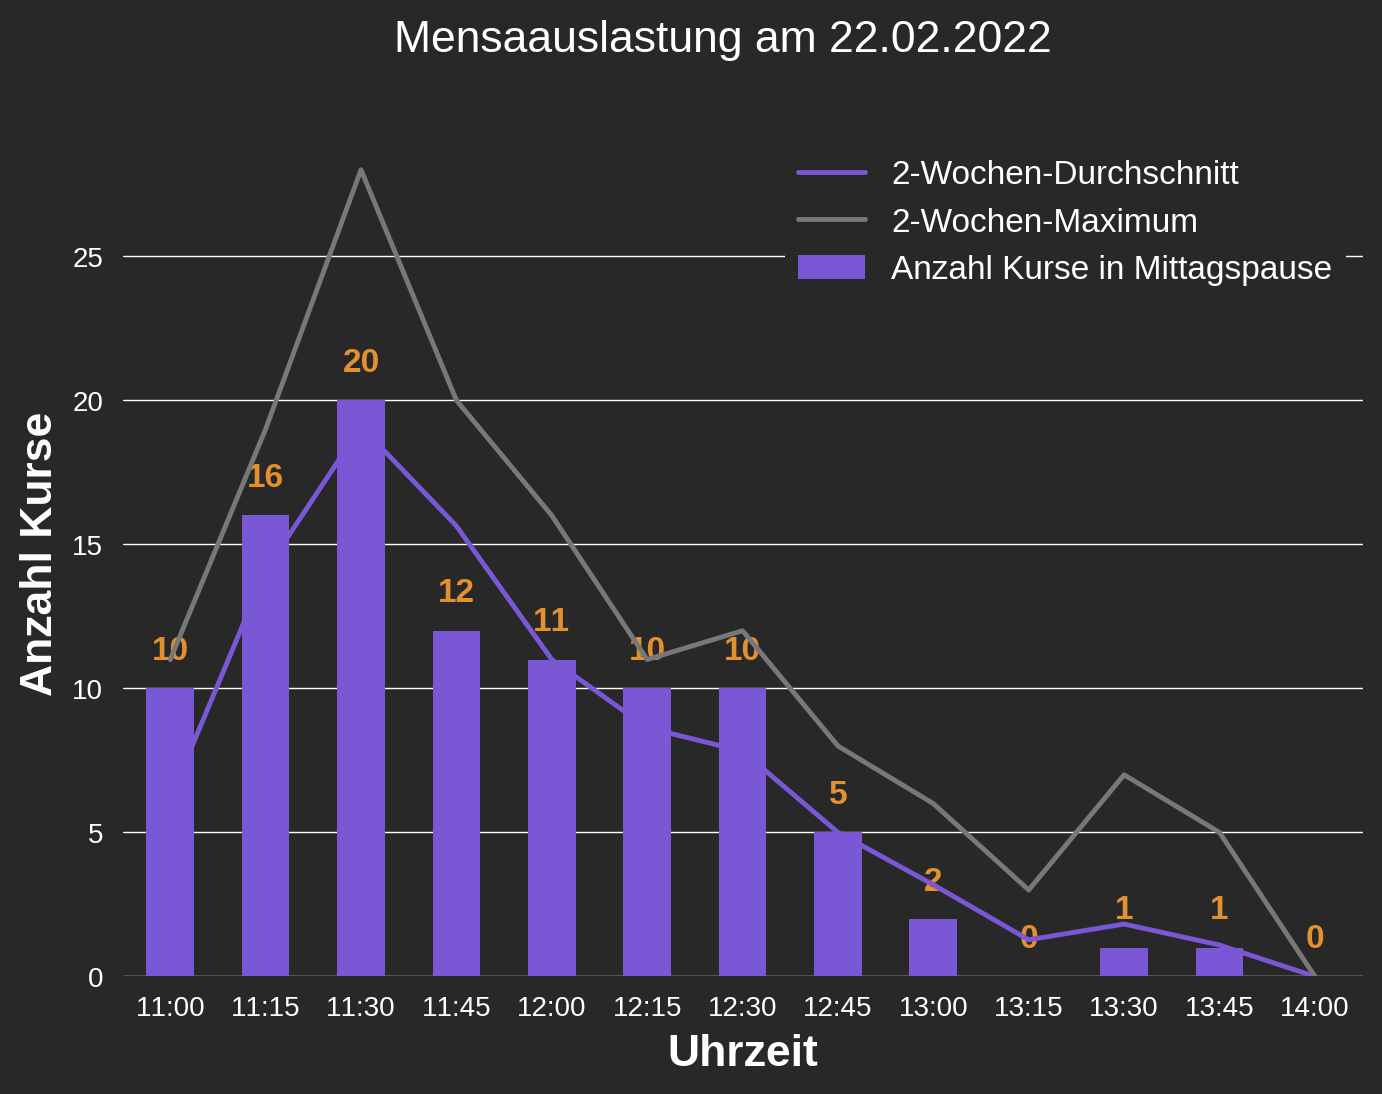 Mensaauslastung am 22.02.2022
2-Wochen-Durchschnitt
2-Wochen-Maximum
Anzahl Kurse in Mittagspause
Anzahl Kurse
25
20
15
10
5
0
10
16
20
12
11
10
10
5
2
0
1
1
0
11:00 11:15 11:30 11:45 12:00 12:15 12:30 12:45 13:00 13:15 13:30 13:45 14:00
Uhrzeit